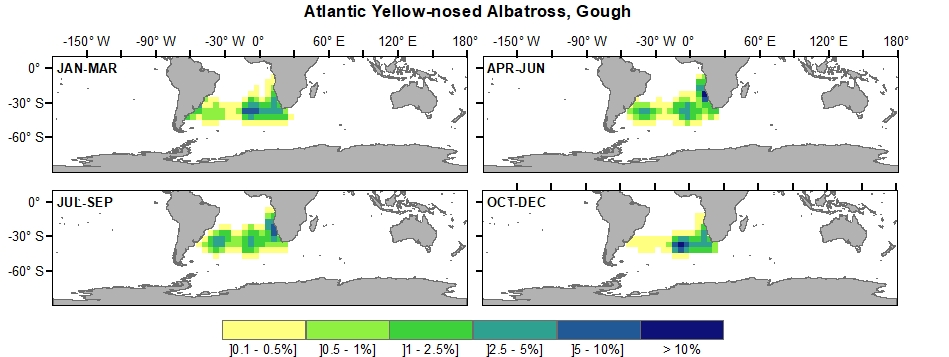 Atlantic Yellow-nosed Albatross, Gough
-150° W -90° W -30° W 0° 60° E 120° E 180° -150° W -90° W -30° W 0° 60° E 120° E 180°
0° JAN-MAR APR-JUN
-30° S
-60° S
0° JUL-SEP OCT-DEC
-30° S
-60° S
]0.1 - 0.5%] ]0.5 - 1%] ]1 - 2.5%] ]2.5 - 5%] ]5 - 10%] > 10%